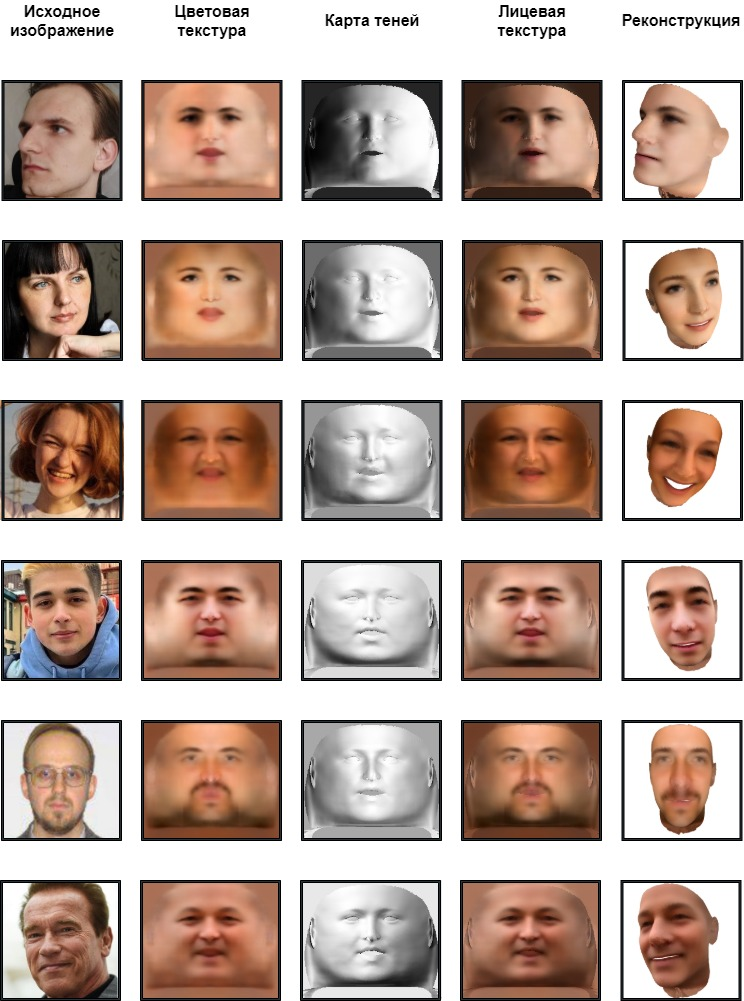 Исходное
изображение
Цветовая
текстура
Карта теней
Лицевая
текстура
Реконструкция